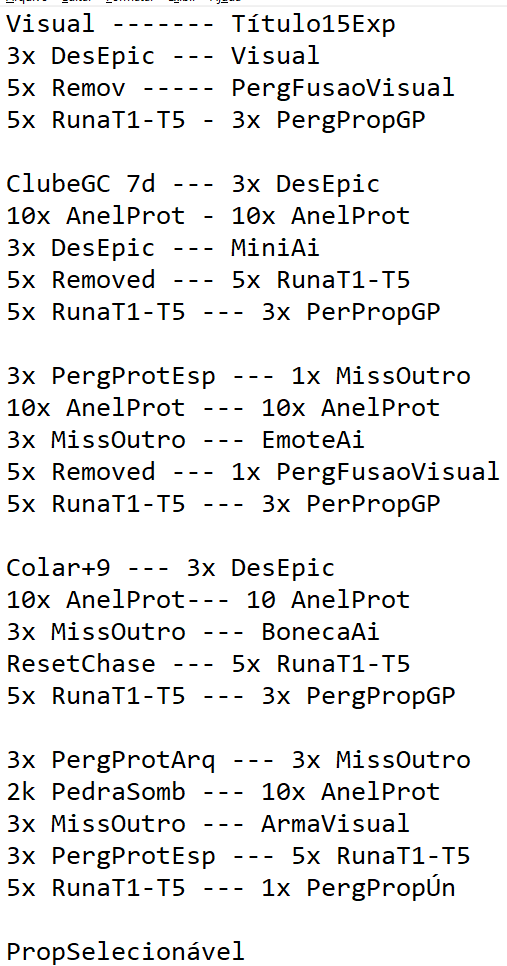 Visual ------- Título15Exp
3x DesEpic --- Visual
5x Remov ----- PergFusaoVisual
5x RunaT1-T5 - 3x PergPropGP
ClubeGC 7d --- 3x DesEpic
10x AnelProt - 10x AnelProt
3x DesEpic --- MiniAi
5x Removed --- 5x RunaT1-T5
5x RunaT1-T5 --- 3x PerPropGP
3x PergProtEsp --- 1x MissOutro
10x AnelProt --- 10x AnelProt
3x MissOutro --- EmoteAi
5x Removed --- 1x PergFusaoVisual
5x RunaT1-T5 --- 3x PerPropGP
Colar+9 --- 3x DesEpic
10x AnelProt--- 10 AnelProt
3x MissOutro --- BonecaAi
ResetChase --- 5x RunaT1-T5
5x RunaT1-T5 --- 3x PergPropGP
3x PergProtArq --- 3x MissOutro
2k PedraSomb --- 10x AnelProt
3x MissOutro --- ArmaVisual
3x PergProtEsp --- 5x RunaT1-T5
5x RunaT1-T5 --- 1x PergPropÚn
PropSelecionável